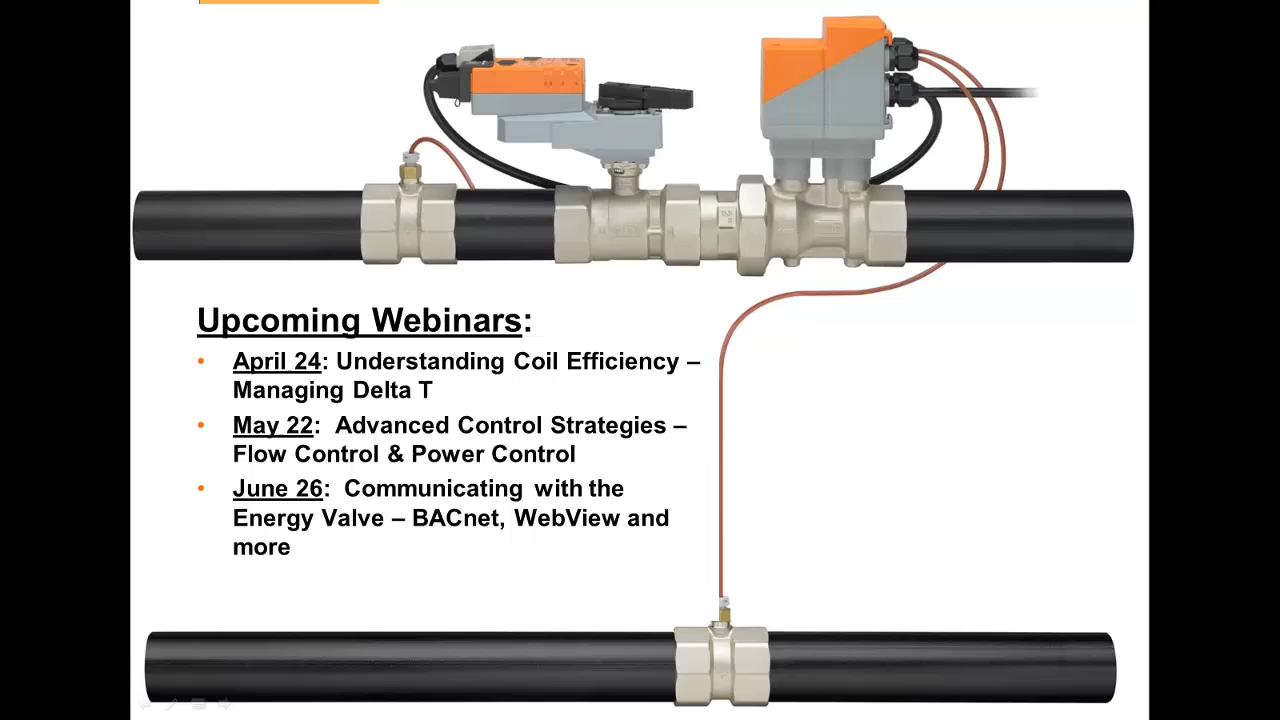 Upcoming Webinars:
• April 24: Understanding Coil Efficiency –
Managing Delta T
• May 22:  Advanced Control Strategies –
Flow Control & Power Control
• June 26:  Communicating with the
Energy Valve – BACnet, WebView and
more